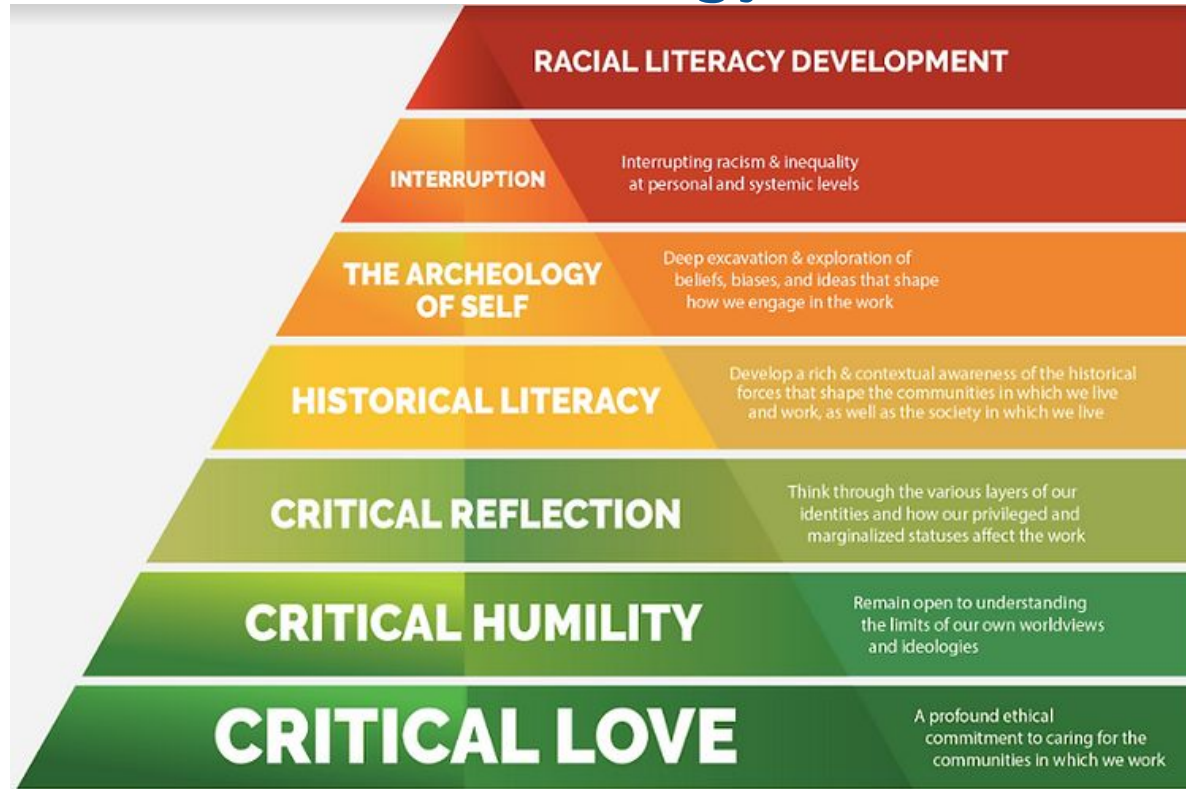 RACIAL LITERACY DEVELOPMENT
INTERRUPTION
Interrupting racism & inequality
at personal and systemic levels
THE ARCHEOLOGY
OF SELF
Deep excavation & exploration of
beliefs, biases, and ideas that shape
how we engage in the work
HISTORICAL LITERACY
Develop a rich & contextual awareness of the historical
forces that shape the communities in which we live
and work, as well as the society in which we live
CRITICAL REFLECTION
Think through the various layers of our
identities and how our privileged and
marginalized statuses affect the work
CRITICAL HUMILITY
Remain open to understanding
the limits of our own worldviews
and ideologies
CRITICAL LOVE
A profound ethical
commitment to caring for the
communities in which we work